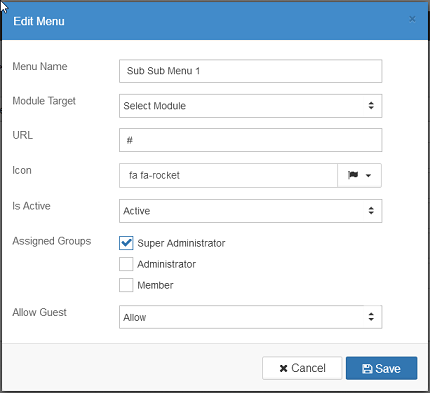 Edit Menu ×
Menu Name Sub Sub Menu 1
Module Target Select Module
URL #
Icon fa fa-rocket
Is Active Active
Assigned Groups Super Administrator
Administrator
Member
Allow Guest Allow
Cancel Save